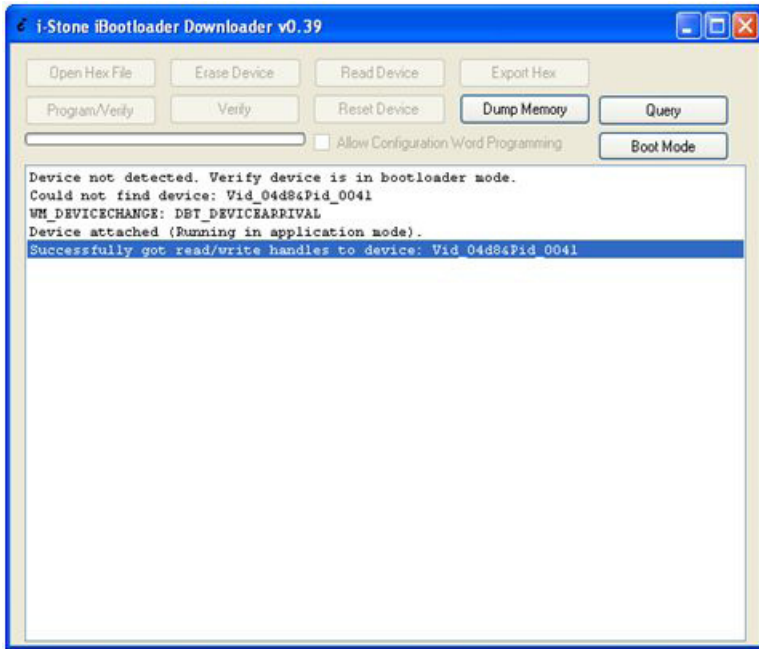 i-Stone iBootloader Downloader v0.39
Open Hex File Erase Device Read Device Export Hex
Program/Verify Verify Reset Device Dump Memory Query
Allow Configuration Word Programming Boot Mode
Device not detected. Verify device is in bootloader mode.
Could not find device: Vid_04d8&Pid_0041
WM_DEVICECHANGE: DBT_DEVICEARRIVAL
Device attached (Running in application mode).
Successfully got read/write handles to device: Vid_04d8&Pid_0041